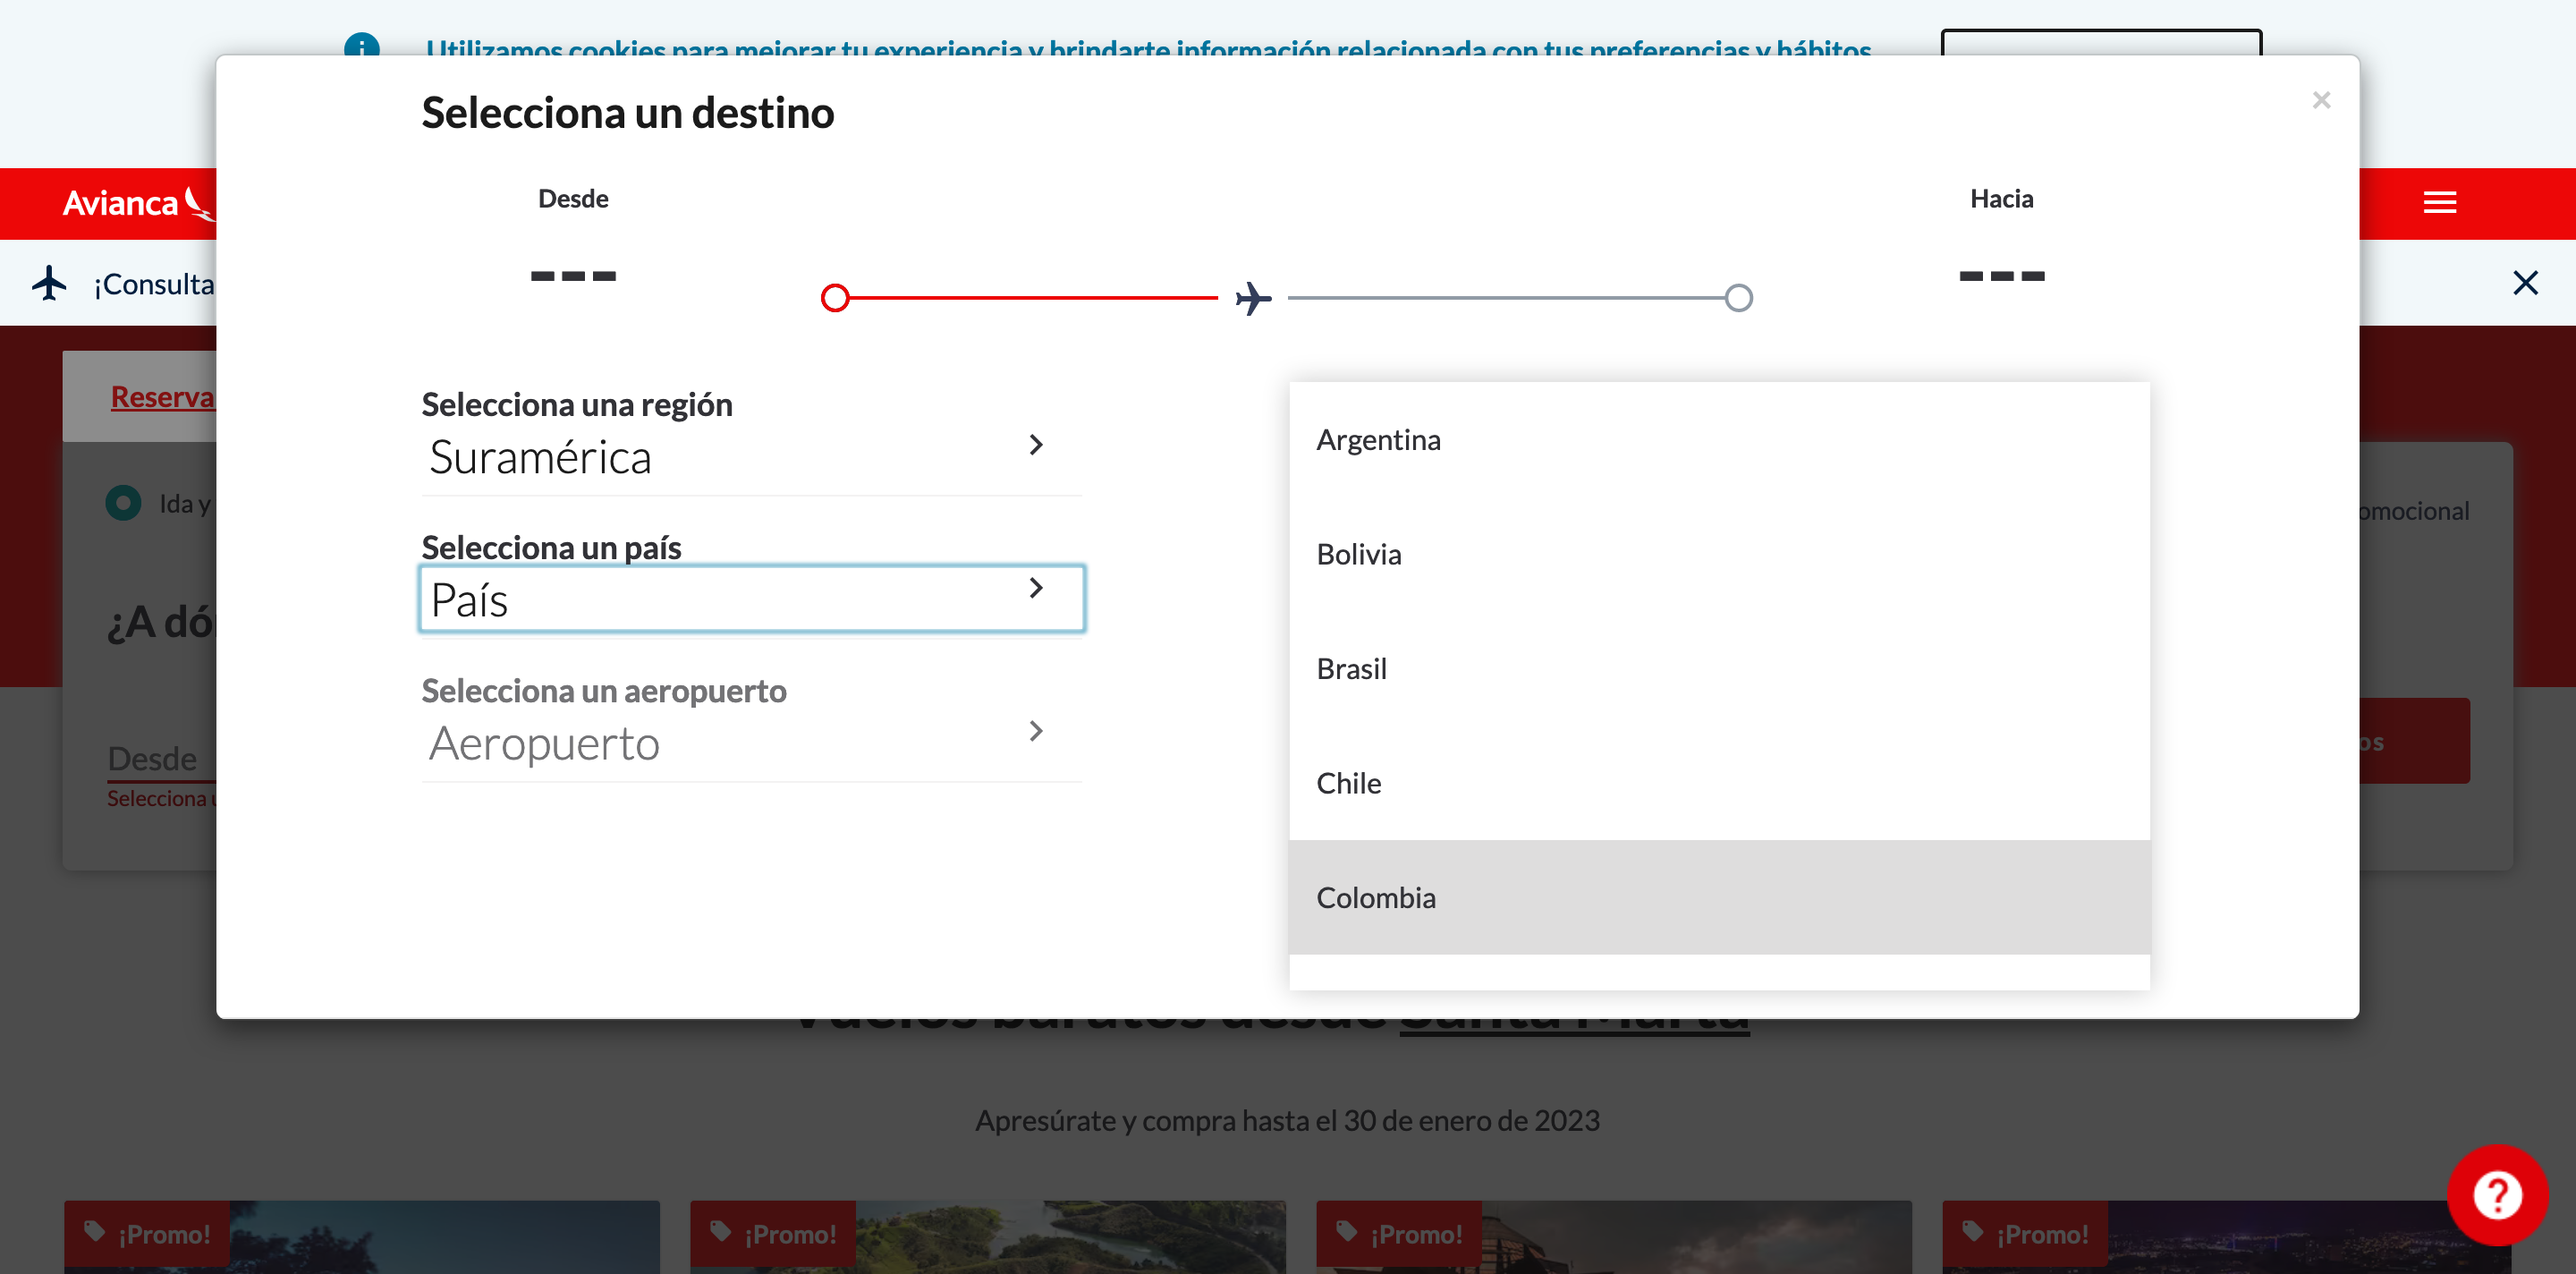 Utilizamos cookies para mejorar tu experiencia y brindarte información relacionada con tus preferencias y hábitos
Selecciona un destino
×
Desde
Hacia
Avianca
---
---
¡Consulta
Reserva
Selecciona una región
Suramérica
Argentina
Ida y
omocional
Selecciona un país
Bolivia
País
¿A dó
Brasil
Selecciona un aeropuerto
Aeropuerto
Desde
os
Chile
Selecciona
Colombia
Vuelos baratos desde Santa Marta
Apresúrate y compra hasta el 30 de enero de 2023
¡Promo!
¡Promo!
¡Promo!
¡Promo!
?